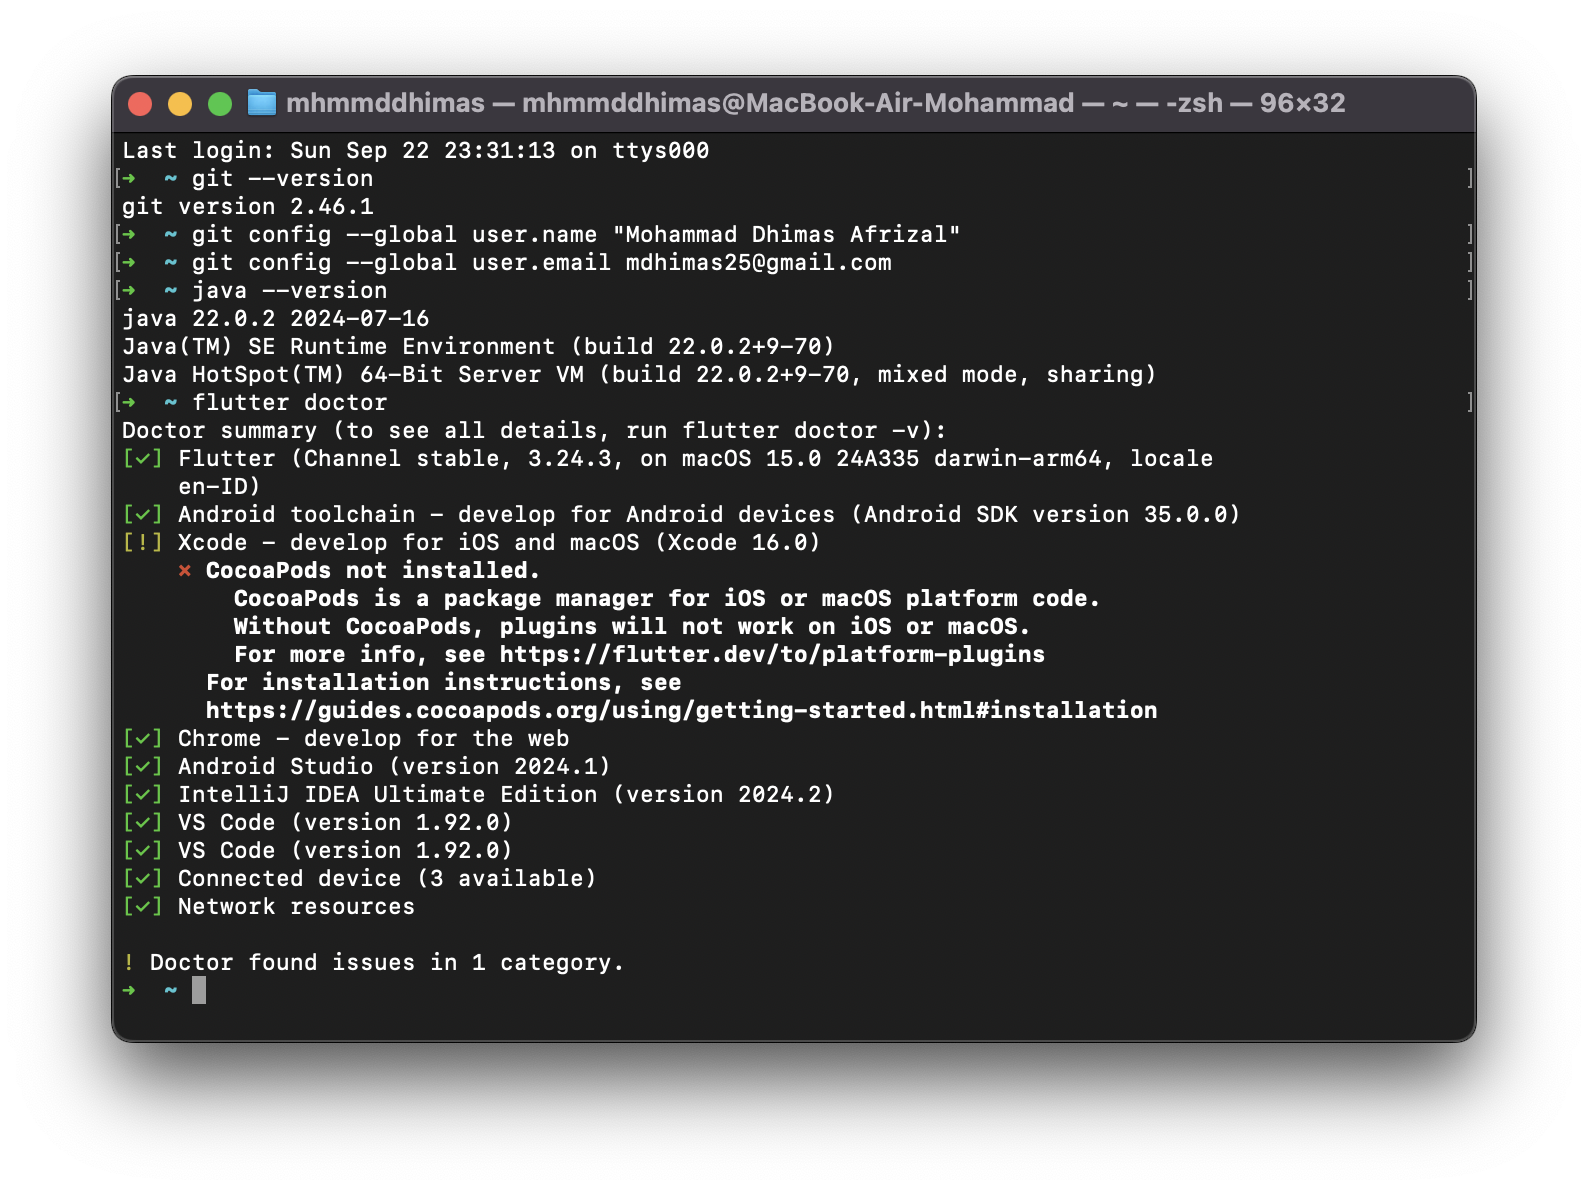 mhmmddhimas — mhmmddhimas@MacBook-Air-Mohammad — ~ — -zsh — 96×32
Last login: Sun Sep 22 23:31:13 on ttys000
[➜  ~ git --version ]
git version 2.46.1
[➜  ~ git config --global user.name "Mohammad Dhimas Afrizal" ]
[➜  ~ git config --global user.email mdhimas25@gmail.com ]
[➜  ~ java --version ]
java 22.0.2 2024-07-16
Java(TM) SE Runtime Environment (build 22.0.2+9-70)
Java HotSpot(TM) 64-Bit Server VM (build 22.0.2+9-70, mixed mode, sharing)
[➜  ~ flutter doctor ]
Doctor summary (to see all details, run flutter doctor -v):
[✓] Flutter (Channel stable, 3.24.3, on macOS 15.0 24A335 darwin-arm64, locale
en-ID)
[✓] Android toolchain - develop for Android devices (Android SDK version 35.0.0)
[!] Xcode - develop for iOS and macOS (Xcode 16.0)
✗ CocoaPods not installed.
CocoaPods is a package manager for iOS or macOS platform code.
Without CocoaPods, plugins will not work on iOS or macOS.
For more info, see https://flutter.dev/to/platform-plugins
For installation instructions, see
https://guides.cocoapods.org/using/getting-started.html#installation
[✓] Chrome - develop for the web
[✓] Android Studio (version 2024.1)
[✓] IntelliJ IDEA Ultimate Edition (version 2024.2)
[✓] VS Code (version 1.92.0)
[✓] VS Code (version 1.92.0)
[✓] Connected device (3 available)
[✓] Network resources
! Doctor found issues in 1 category.
➜  ~